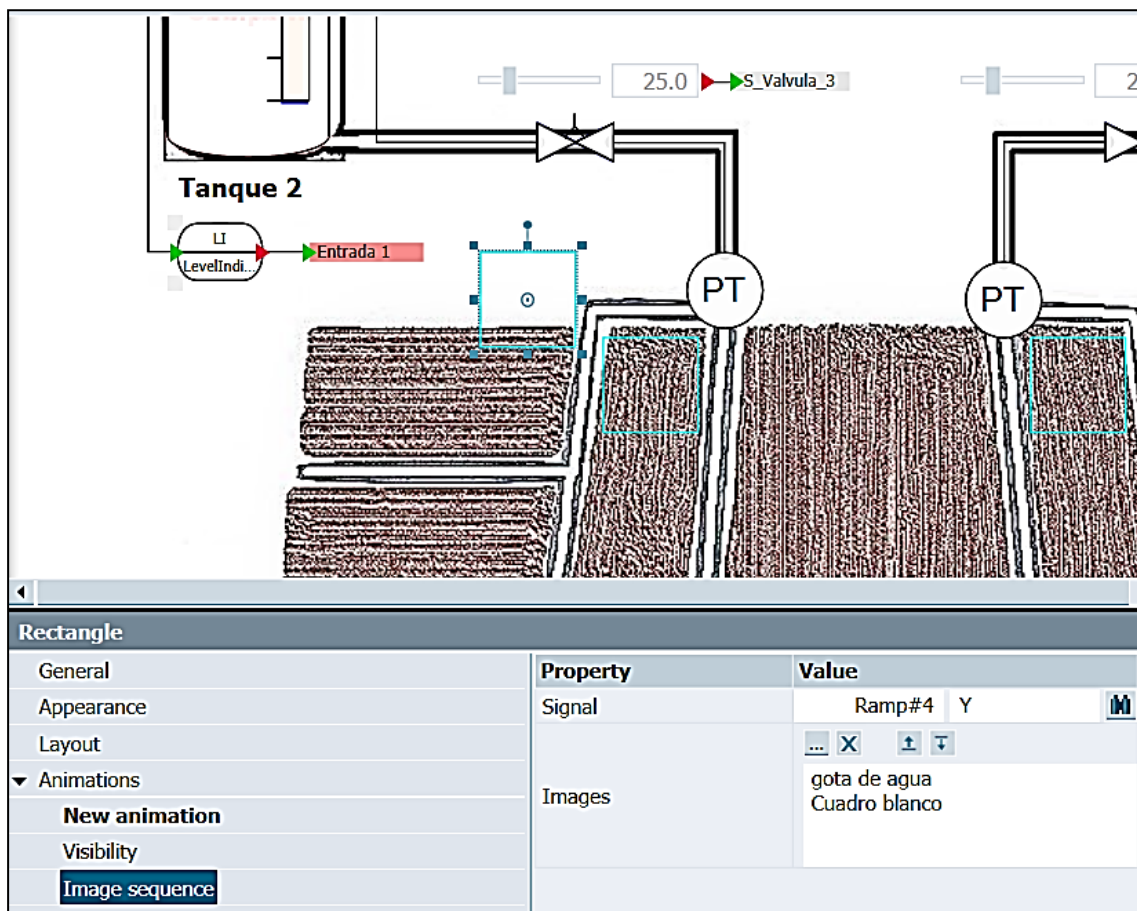 25.0
S_Valvula_3
2
Tanque 2
LI
LevelIndi...
Entrada 1
PT
PT
Rectangle
General
Appearance
Layout
Animations
New animation
Visibility
Image sequence
Property
Value
Signal
Ramp#4
Y
...
X
Images
gota de agua
Cuadro blanco